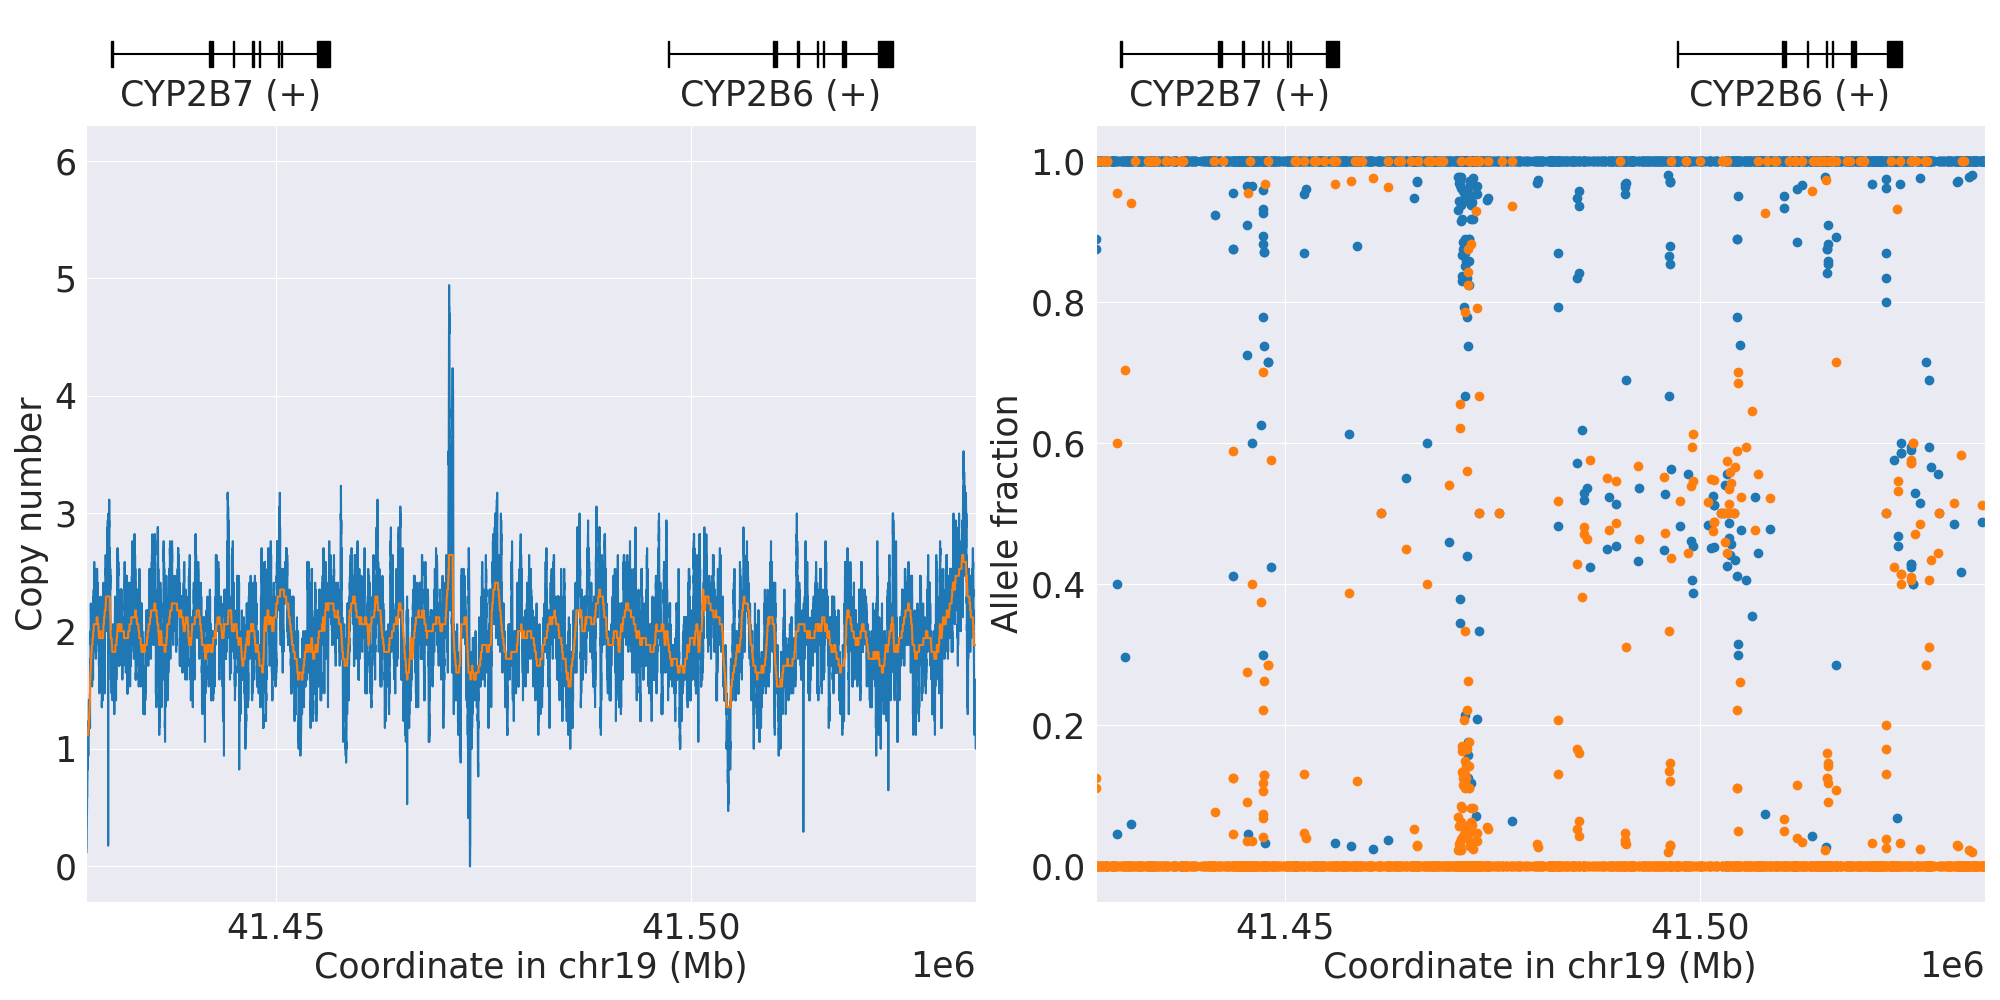 CYP2B7 (+)
CYP2B6 (+)
6
5
4
3
2
1
0
Copy number
41.45
41.50
Coordinate in chr19 (Mb)
1e6
CYP2B7 (+)
CYP2B6 (+)
1.0
0.8
0.6
0.4
0.2
0.0
Allele fraction
41.45
41.50
Coordinate in chr19 (Mb)
1e6